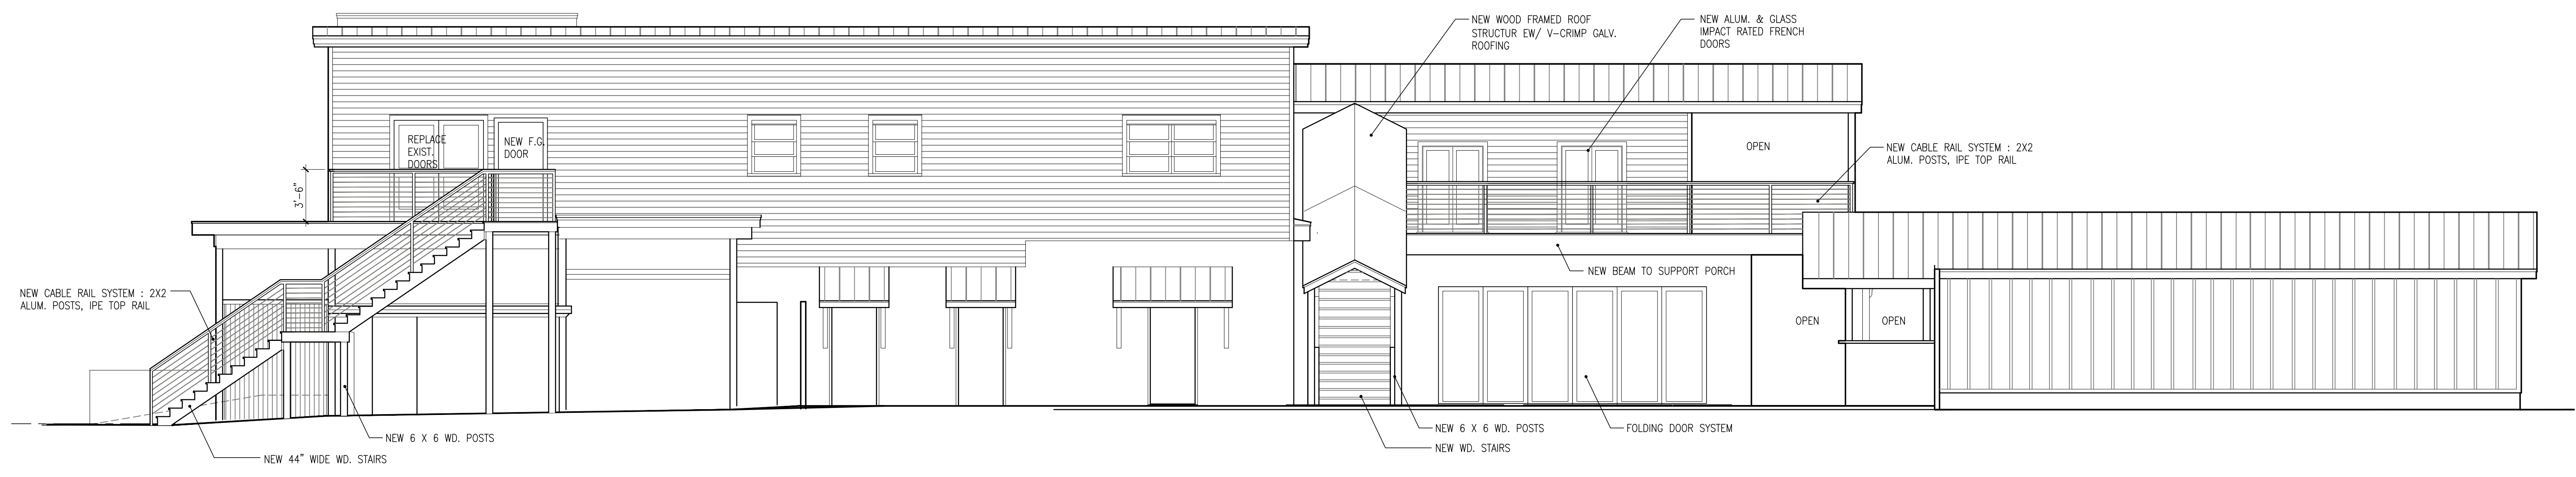 NEW WOOD FRAMED ROOF
STRUCTUR EW/ V-CRIMP GALV.
ROOFING
NEW ALUM. & GLASS
IMPACT RATED FRENCH
DOORS
REPLACE
EXIST.
DOORS
NEW F.G.
DOOR
OPEN
NEW CABLE RAIL SYSTEM : 2X2
ALUM. POSTS, IPE TOP RAIL
3'-6"
NEW BEAM TO SUPPORT PORCH
NEW CABLE RAIL SYSTEM : 2X2
ALUM. POSTS, IPE TOP RAIL
OPEN
OPEN
NEW 6 X 6 WD. POSTS
NEW 44" WIDE WD. STAIRS
NEW 6 X 6 WD. POSTS
FOLDING DOOR SYSTEM
NEW WD. STAIRS